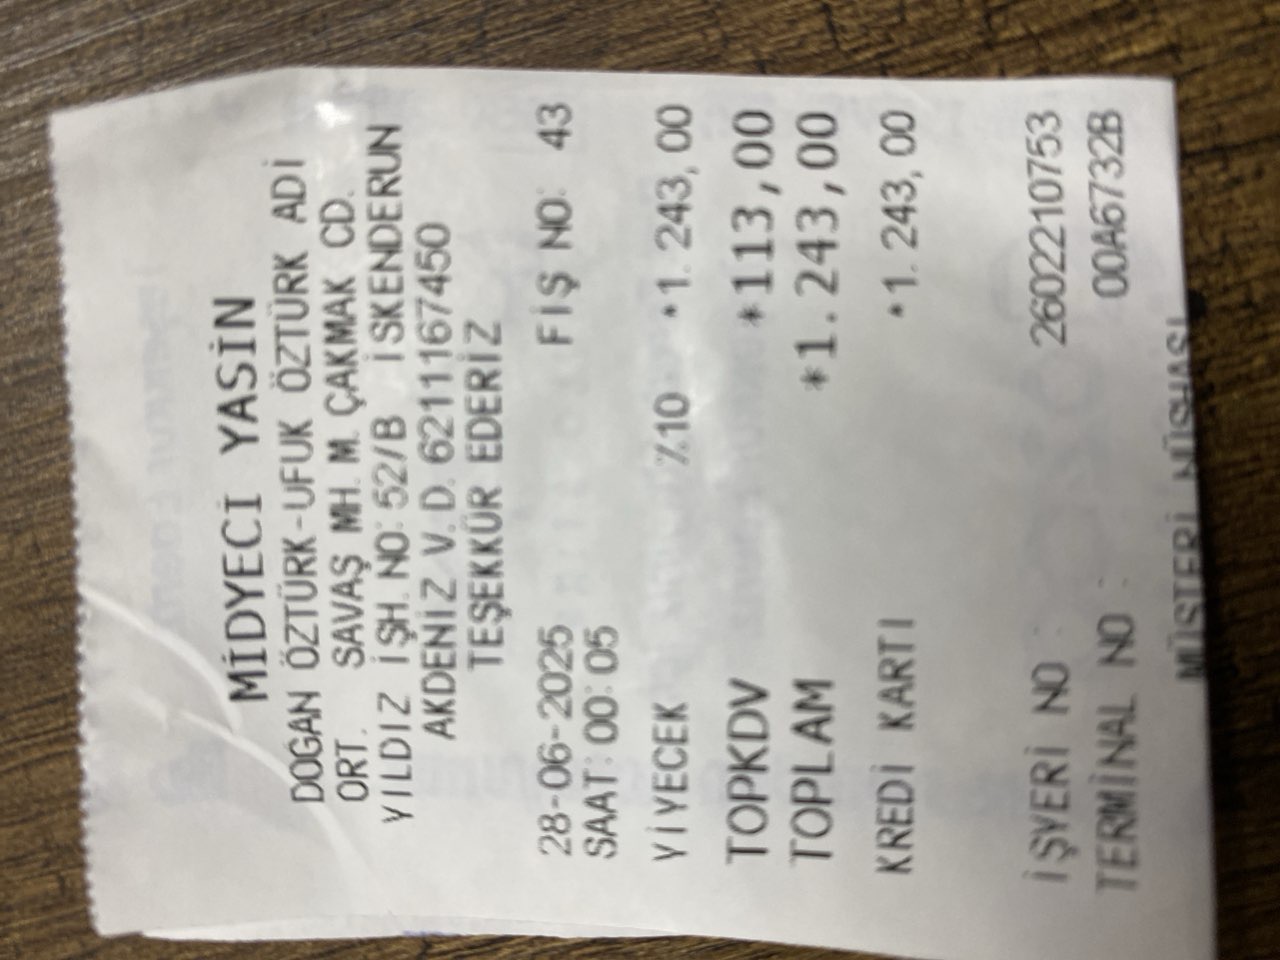 MİDYECİ YASİN
DOGAN ÖZTÜRK-UFUK ÖZTÜRK ADİ
ORT. SAVAŞ MH. M. ÇAKMAK CD.
YILDIZ İŞH. NO: 52/B İSKENDERUN
AKDENİZ V. D. 6211167450
TEŞEKKÜR EDERİZ
28-06-2025 FİŞ NO: 43
SAAT: 00:05
YİYECEK %10 *1.243,00
TOPKDV *113,00
TOPLAM *1.243,00
KREDİ KARTI *1.243,00
İŞYERİ NO : 2602210753
TERMİNAL NO : 00A6732B
MÜŞTERİ NÜSHASI